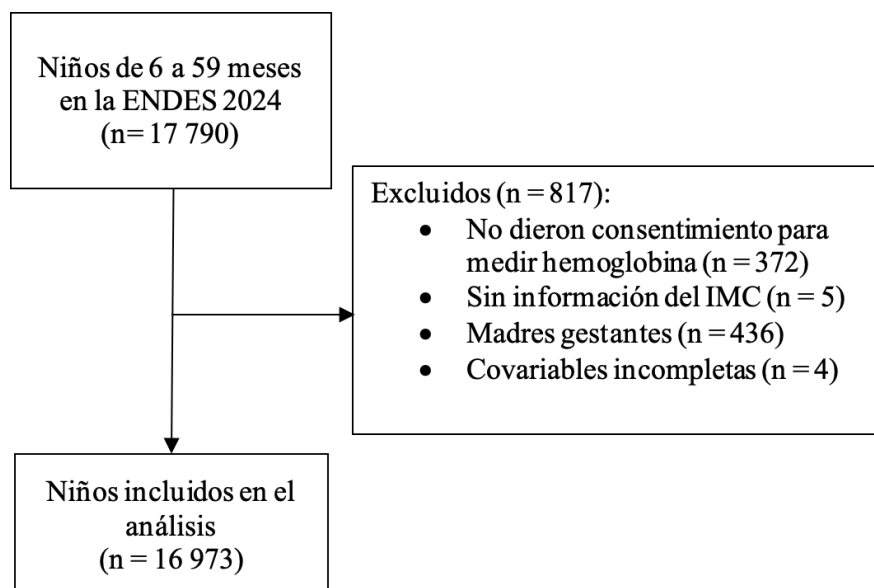 Niños de 6 a 59 meses
en la ENDES 2024
(n= 17 790)
Excluidos (n = 817):
• No dieron consentimiento para
medir hemoglobina (n = 372)
• Sin información del IMC (n = 5)
• Madres gestantes (n = 436)
• Covariables incompletas (n = 4)
Niños incluidos en el
análisis
(n = 16 973)